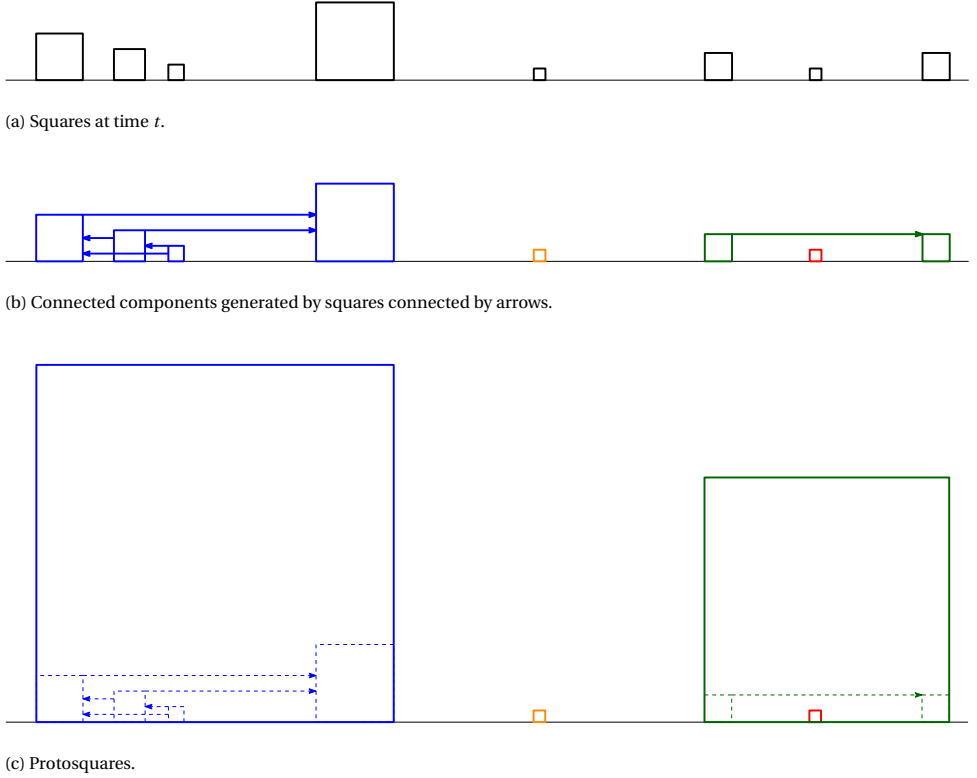 (a) Squares at time t.
(b) Connected components generated by squares connected by arrows.
(c) Protosquares.